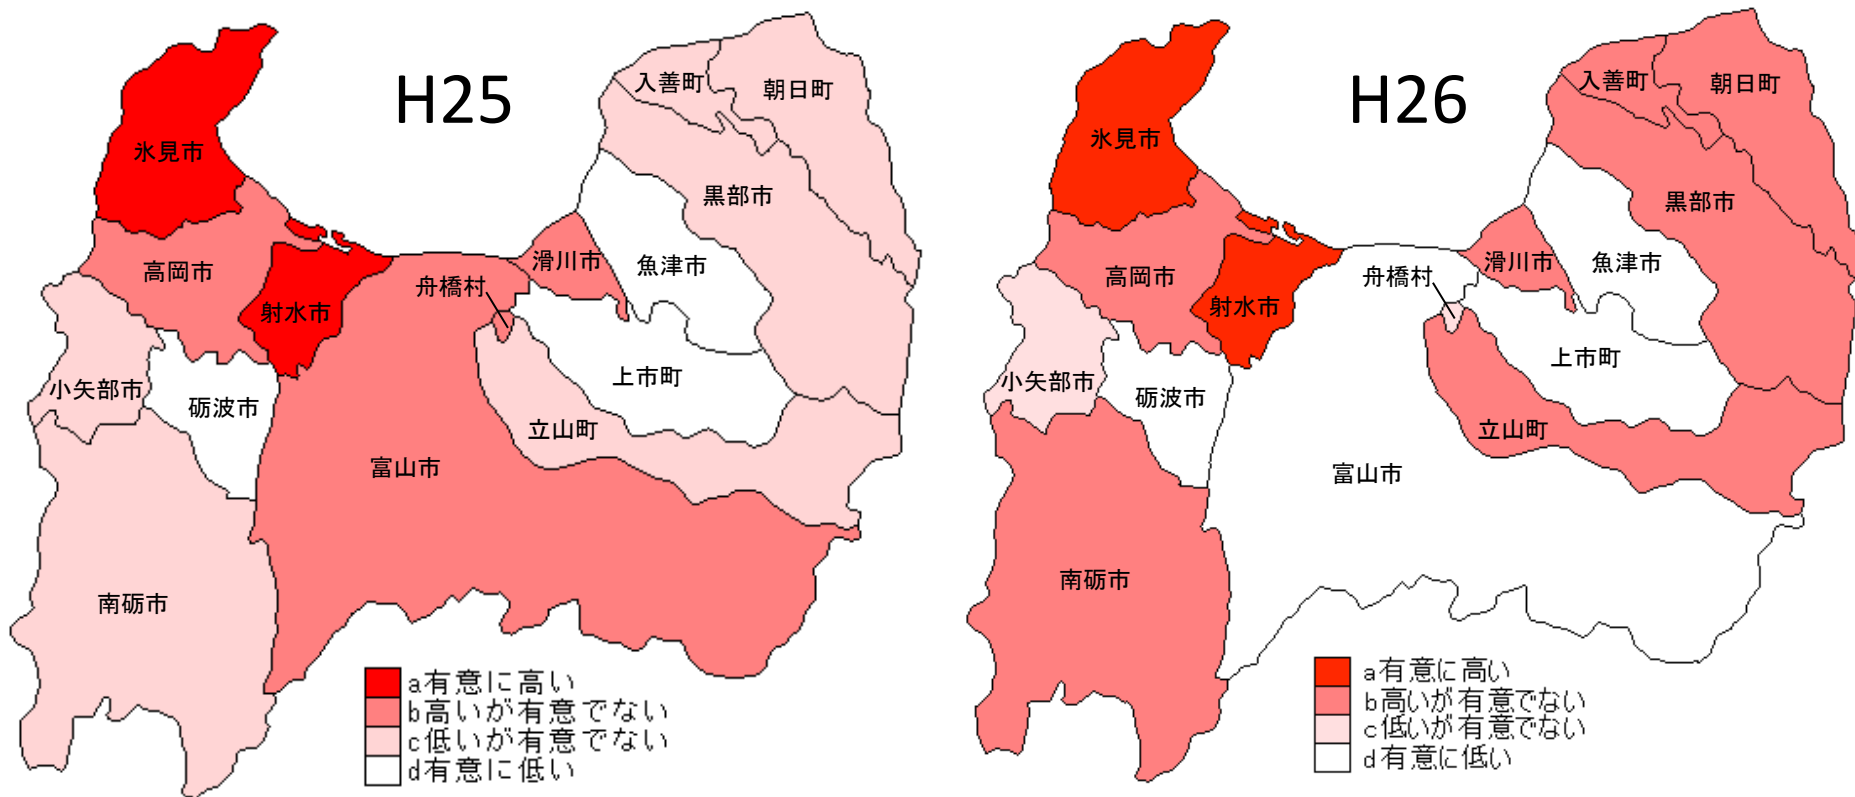 H25
入善町
朝日町
氷見市
黒部市
高岡市
滑川市
魚津市
舟橋村
射水市
小矢部市
砺波市
上市町
立山町
富山市
南砺市
a有意に高い
b高いが有意でない
c低いが有意でない
d有意に低い
H26
入善町
朝日町
氷見市
黒部市
高岡市
滑川市
魚津市
舟橋村
射水市
小矢部市
砺波市
上市町
立山町
富山市
南砺市
a有意に高い
b高いが有意でない
c低いが有意でない
d有意に低い